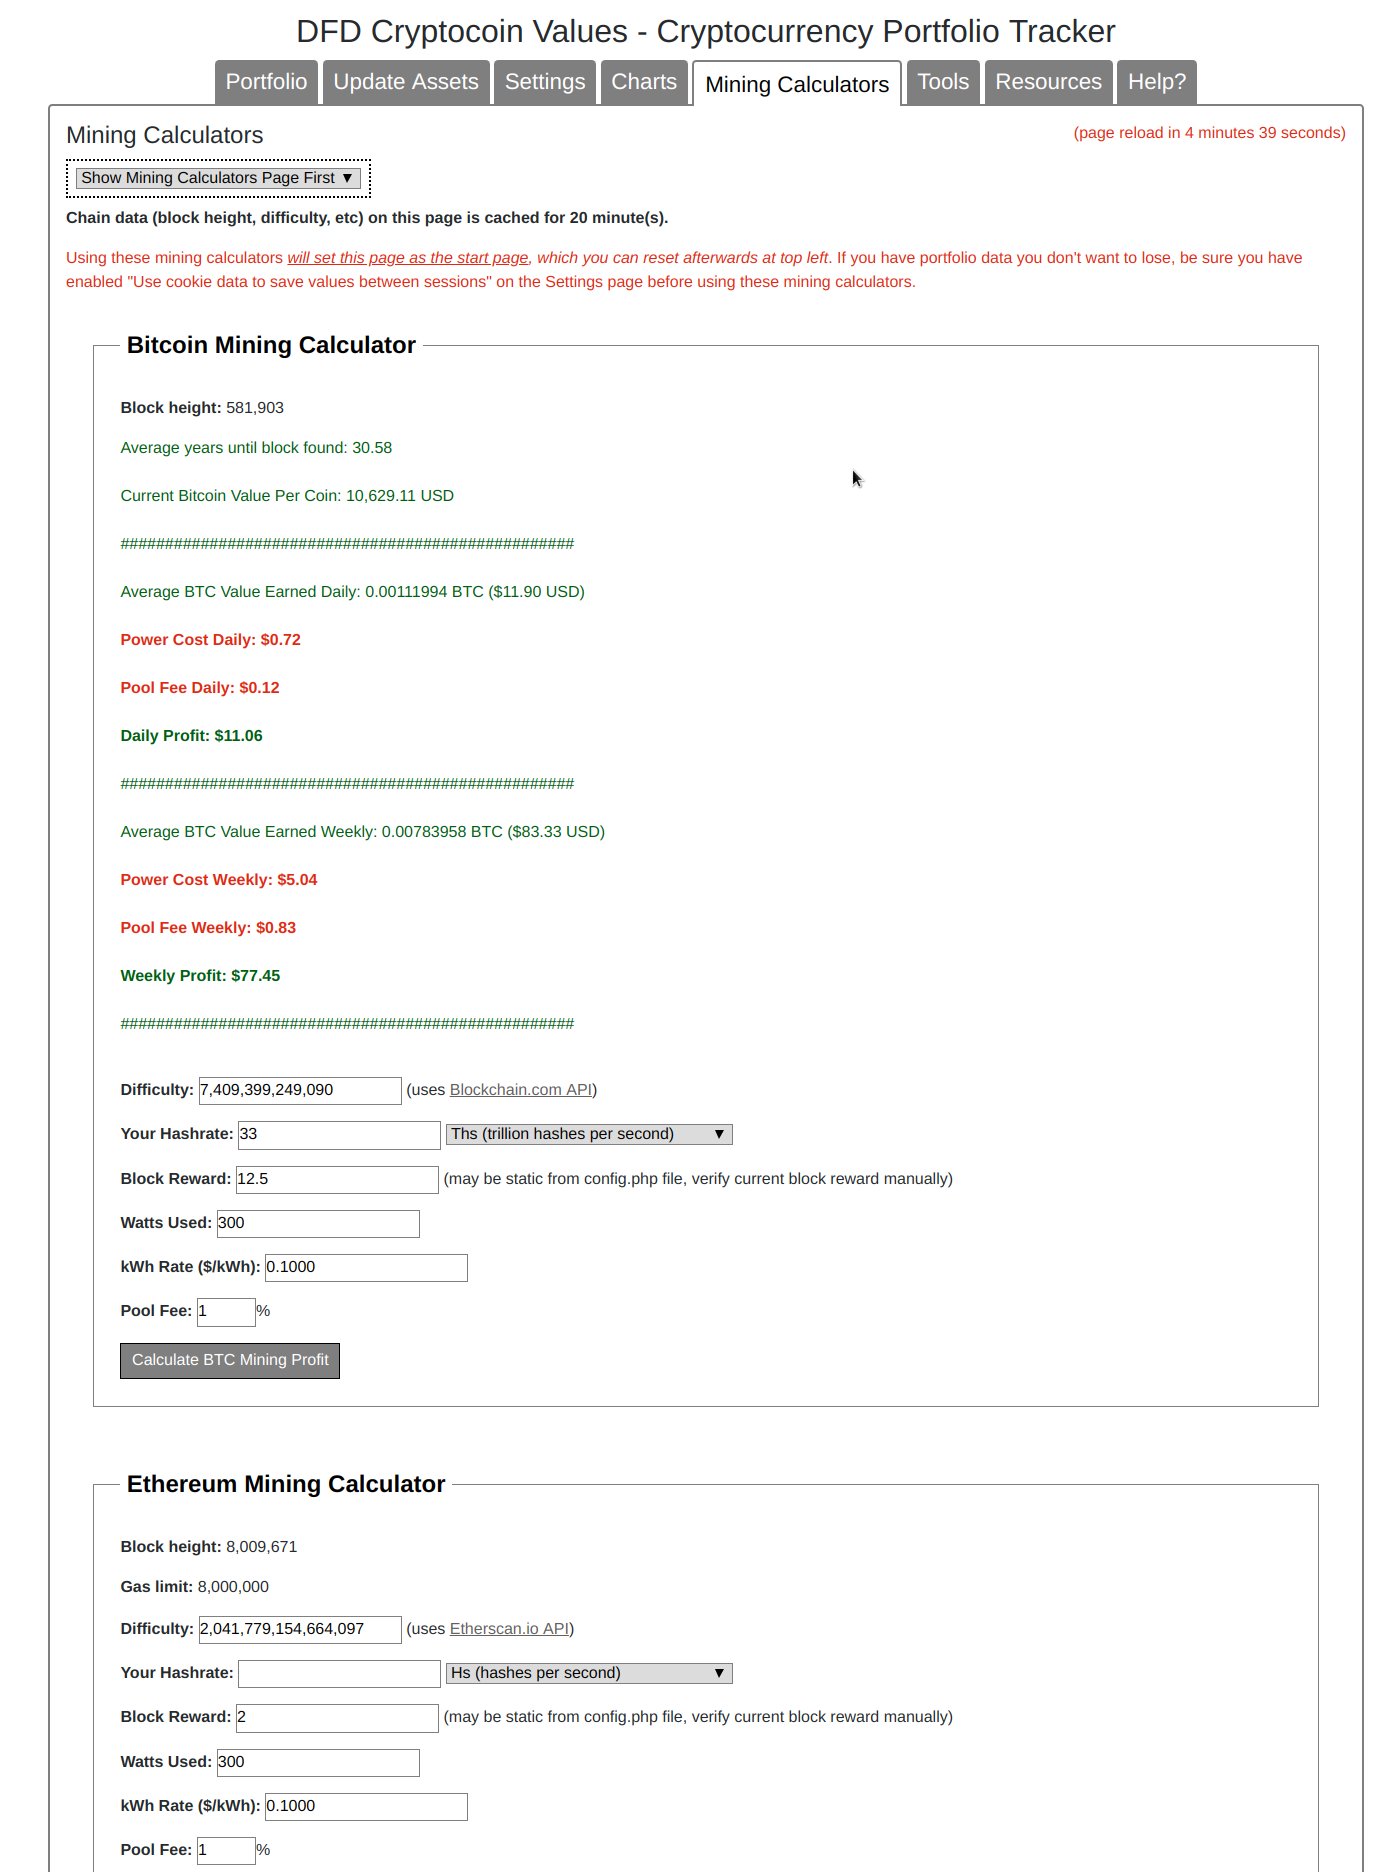 DFD Cryptocoin Values - Cryptocurrency Portfolio Tracker
Portfolio Update Assets Settings Charts Mining Calculators Tools Resources Help?
Mining Calculators
(page reload in 4 minutes 39 seconds)
Show Mining Calculators Page First ▼
Chain data (block height, difficulty, etc) on this page is cached for 20 minute(s).
Using these mining calculators will set this page as the start page, which you can reset afterwards at top left. If you have portfolio data you don't want to lose, be sure you have
enabled "Use cookie data to save values between sessions" on the Settings page before using these mining calculators.
Bitcoin Mining Calculator
Block height: 581,903
Average years until block found: 30.58
Current Bitcoin Value Per Coin: 10,629.11 USD
###################################################
Average BTC Value Earned Daily: 0.00111994 BTC ($11.90 USD)
Power Cost Daily: $0.72
Pool Fee Daily: $0.12
Daily Profit: $11.06
###################################################
Average BTC Value Earned Weekly: 0.00783958 BTC ($83.33 USD)
Power Cost Weekly: $5.04
Pool Fee Weekly: $0.83
Weekly Profit: $77.45
###################################################
Difficulty: 7,409,399,249,090 (uses Blockchain.com API)
Your Hashrate: 33 Ths (trillion hashes per second) ▼
Block Reward: 12.5 (may be static from config.php file, verify current block reward manually)
Watts Used: 300
kWh Rate ($/kWh): 0.1000
Pool Fee: 1 %
Calculate BTC Mining Profit
Ethereum Mining Calculator
Block height: 8,009,671
Gas limit: 8,000,000
Difficulty: 2,041,779,154,664,097 (uses Etherscan.io API)
Your Hashrate: Hs (hashes per second) ▼
Block Reward: 2 (may be static from config.php file, verify current block reward manually)
Watts Used: 300
kWh Rate ($/kWh): 0.1000
Pool Fee: 1 %